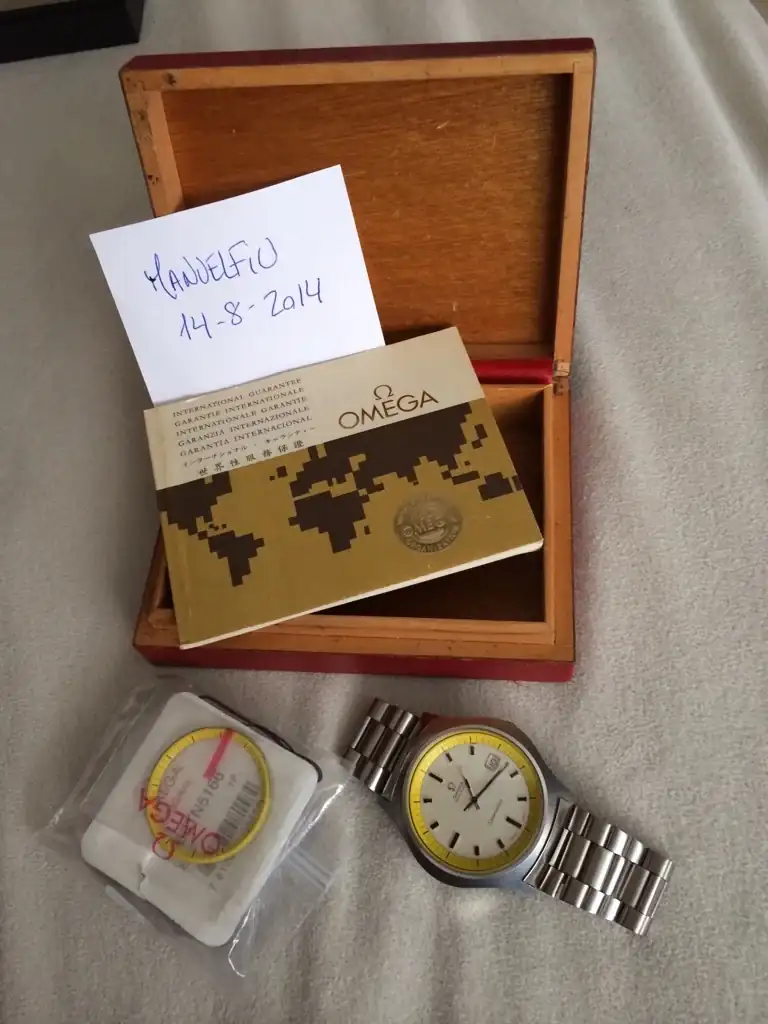 MANUELFIU
14-8-2014
INTERNATIONAL GUARANTEE
GARANTIE INTERNATIONALE
INTERNATIONALE GARANTIE
GARANZIA INTERNAZIONALE
GARANTIA INTERNACIONAL
インターナショナル・ギャランティー
世界性服務保證
Ω
OMEGA
OMEGA
Ω OMEGA